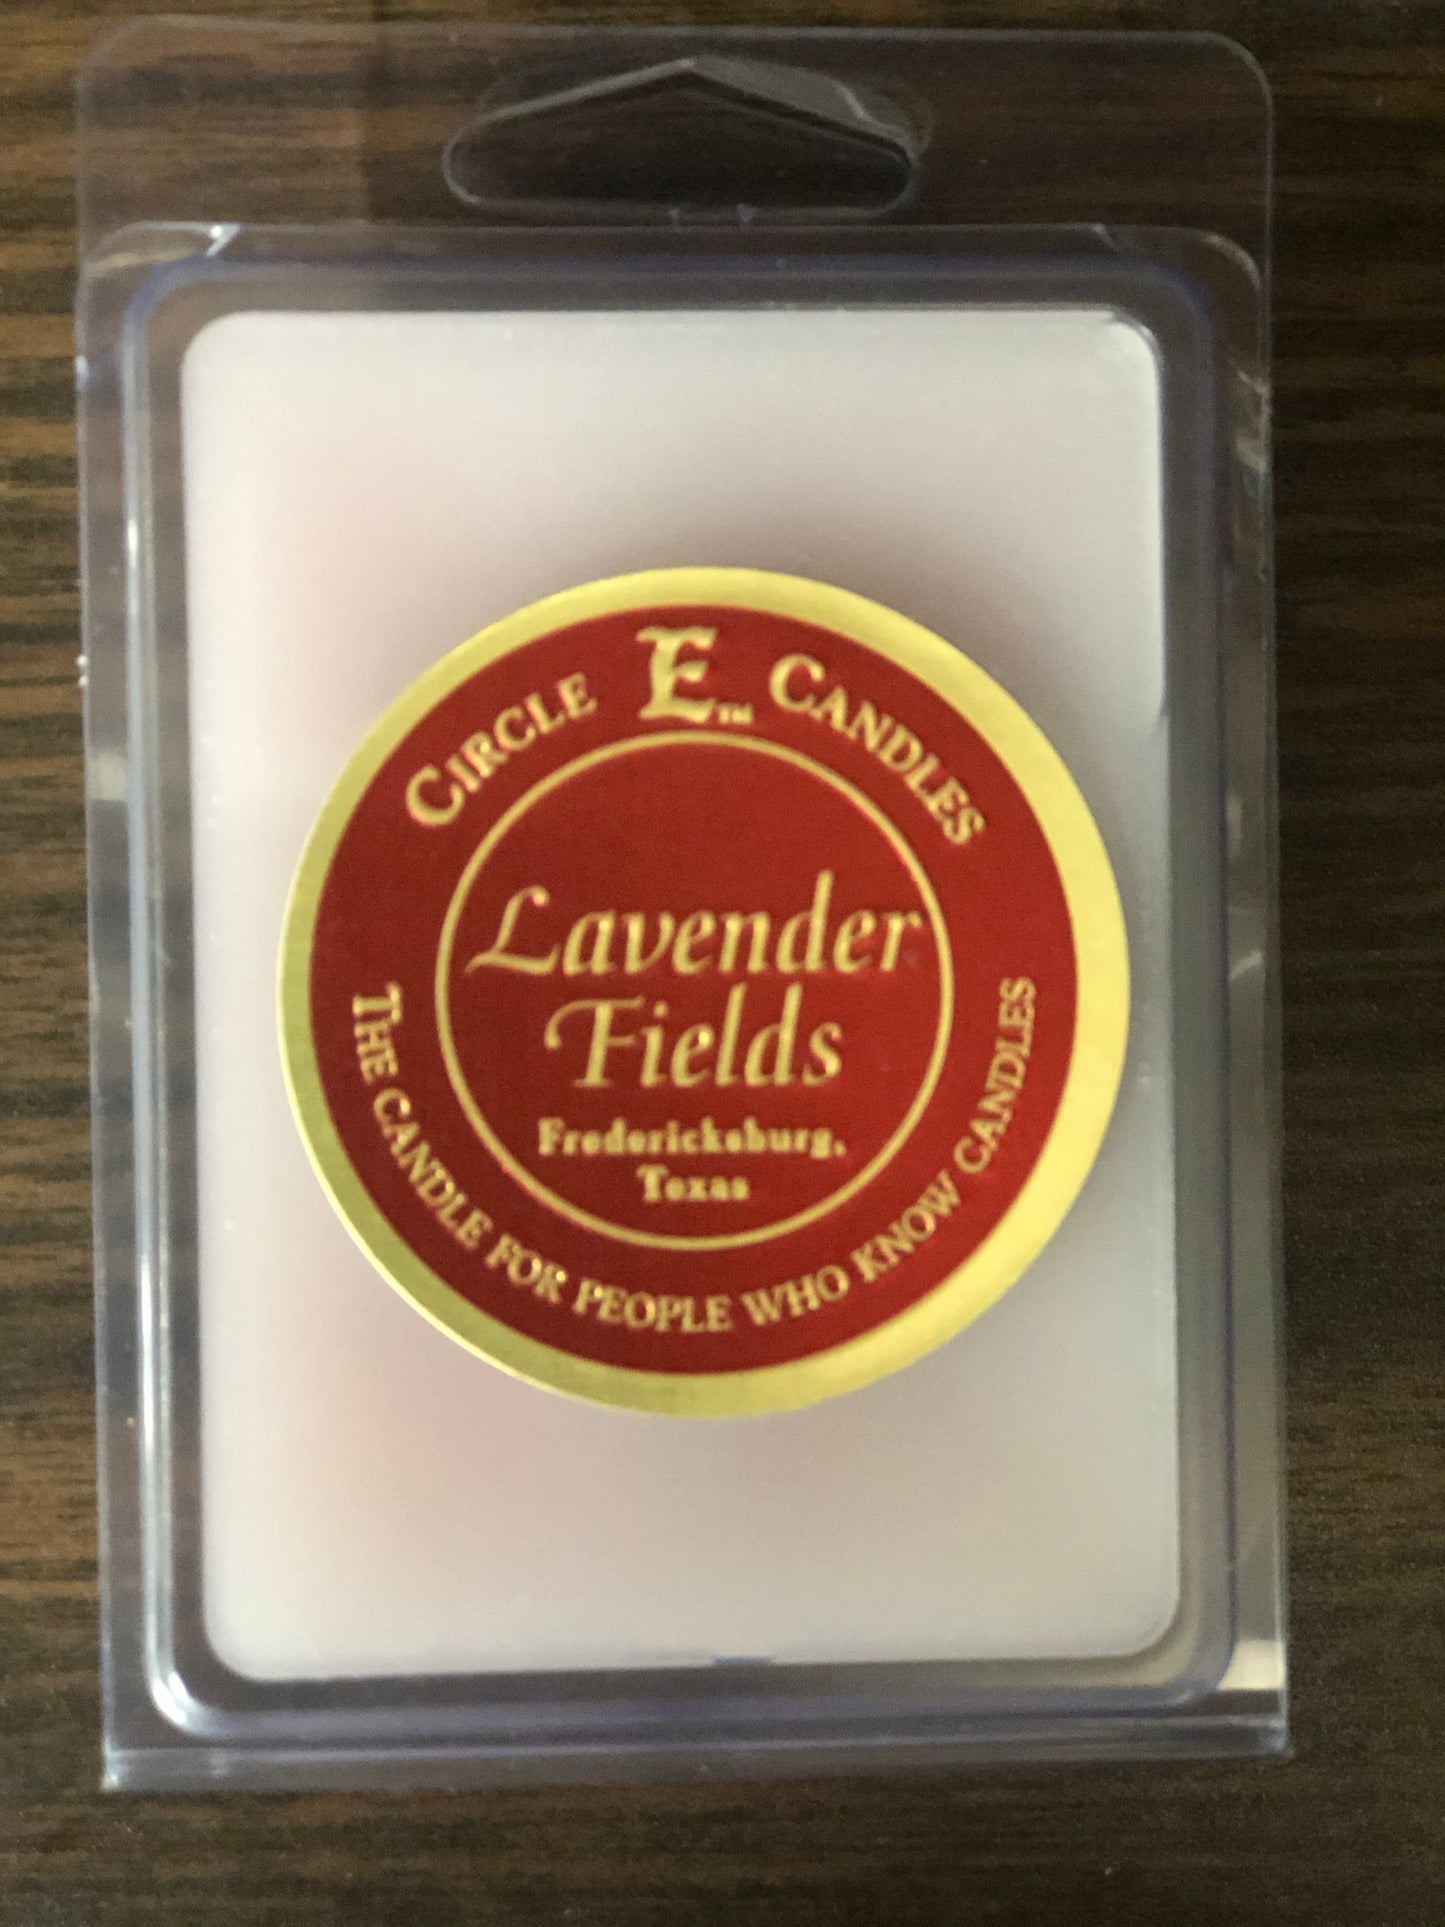 CIRCLE E™ CANDLES
Lavender
Fields
Fredericksburg,
Texas
THE CANDLE FOR PEOPLE WHO KNOW CANDLES